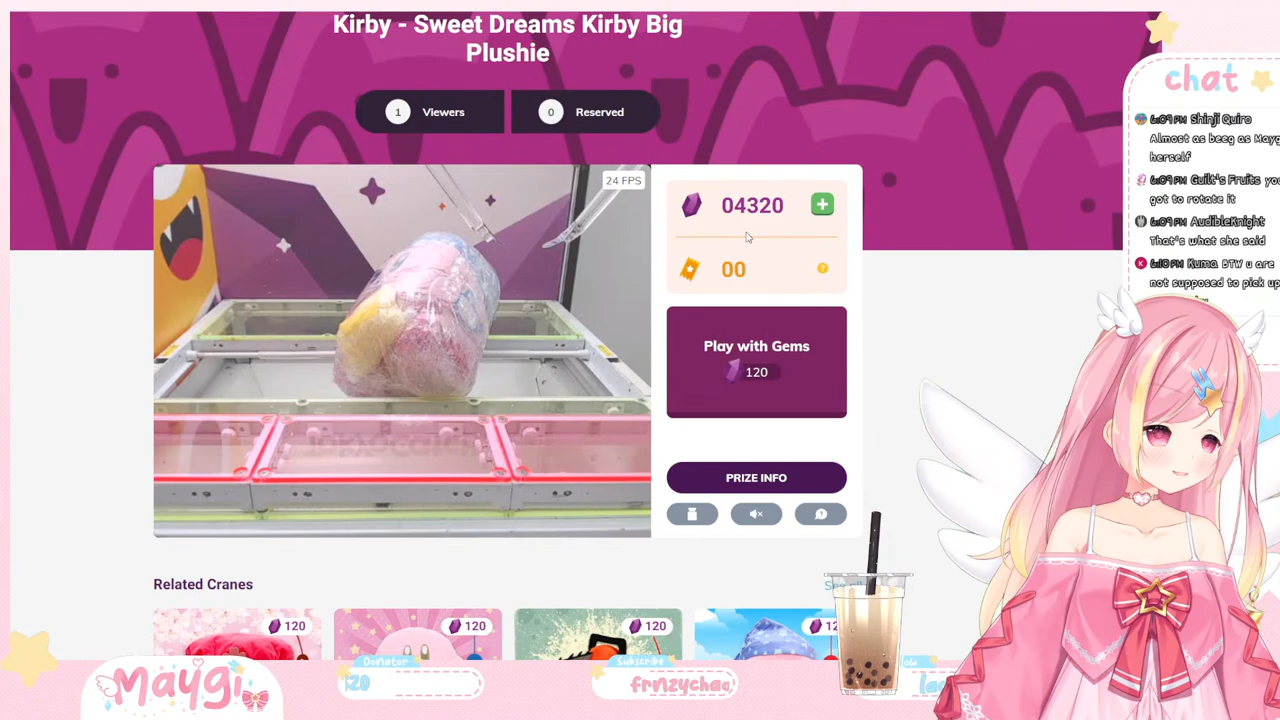 Kirby - Sweet Dreams Kirby Big
Plushie
1 Viewers
0 Reserved
24 FPS
04320
00
Play with Gems
120
PRIZE INFO
Related Cranes
120
120
120
chat
6:09 PM Shinji Quiro
Almost as beeg as Mayg
herself
6:09 PM Guilt's Fruits you
got to rotate it
6:09 PM AudibleKnight
That's what she said
6:10 PM Kuma BTW u are
not supposed to pick up
Maygi
Donator
Subscribe
frnzychao